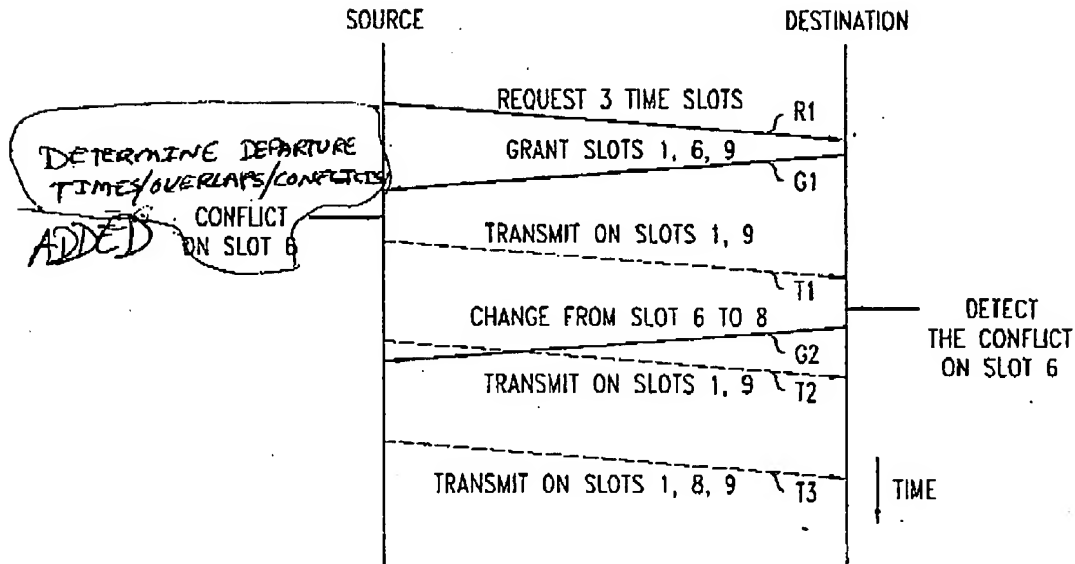 SOURCE
DESTINATION
REQUEST 3 TIME SLOTS
R1
GRANT SLOTS 1, 6, 9
G1
DETERMINE DEPARTURE
TIMES/OVERLAPS/CONFLICTS
ADDED
CONFLICT
ON SLOT 6
TRANSMIT ON SLOTS 1, 9
T1
DETECT
THE CONFLICT
ON SLOT 6
CHANGE FROM SLOT 6 TO 8
G2
TRANSMIT ON SLOTS 1, 9
T2
TRANSMIT ON SLOTS 1, 8, 9
T3
TIME